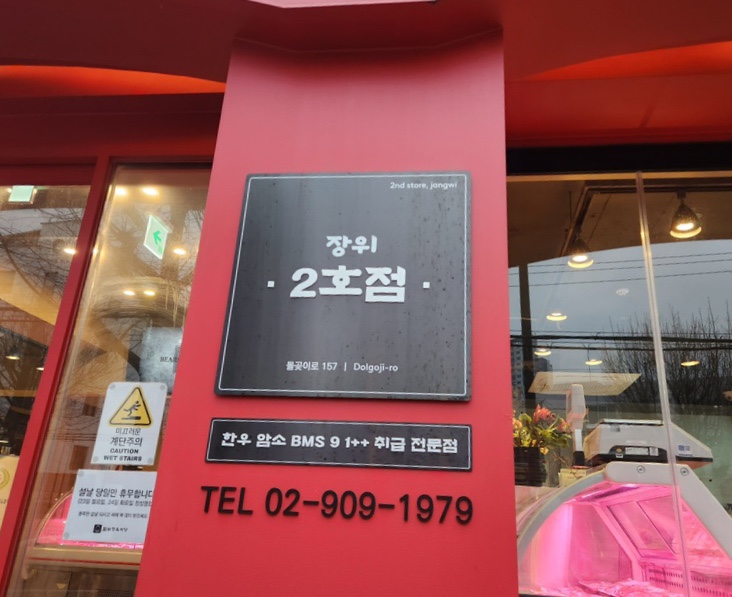 2nd store, jangwi
장위
· 2호점 ·
돌곶이로 157 | Dolgoji-ro
한우 암소 BMS 9 1++ 취급 전문점
TEL 02-909-1979
미끄러운
계단주의
CAUTION
WET STAIRS
설날 당일만 휴무합니다